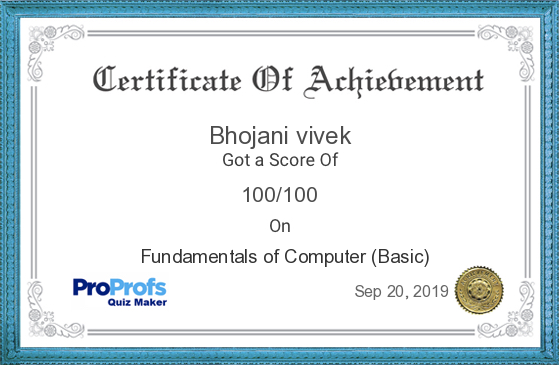 Certificate Of Achievement
Bhojani vivek
Got a Score Of
100/100
On
Fundamentals of Computer (Basic)
ProProfs
Quiz Maker
Sep 20, 2019